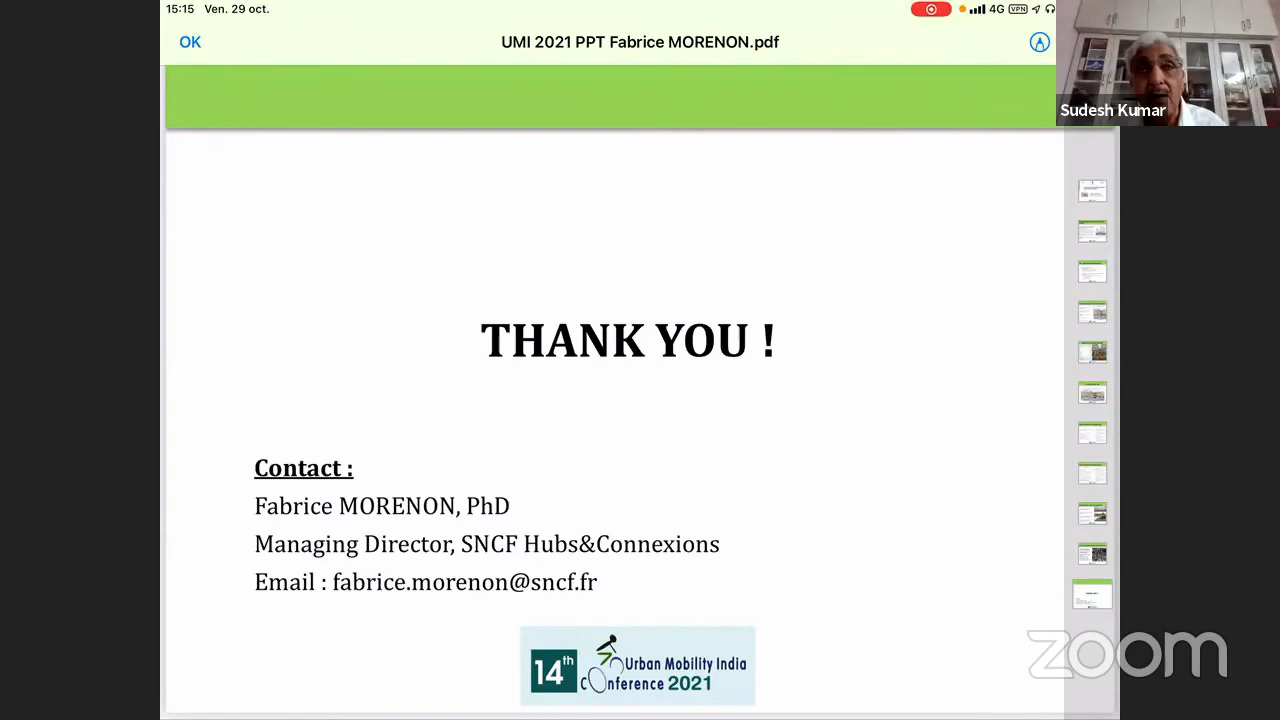 15:15 Ven. 29 oct.
4G VPN
OK
UMI 2021 PPT Fabrice MORENON.pdf
Sudesh Kumar
THANK YOU !
Contact :
Fabrice MORENON, PhD
Managing Director, SNCF Hubs&Connexions
Email : fabrice.morenon@sncf.fr
14th Urban Mobility India
Conference 2021
zoom